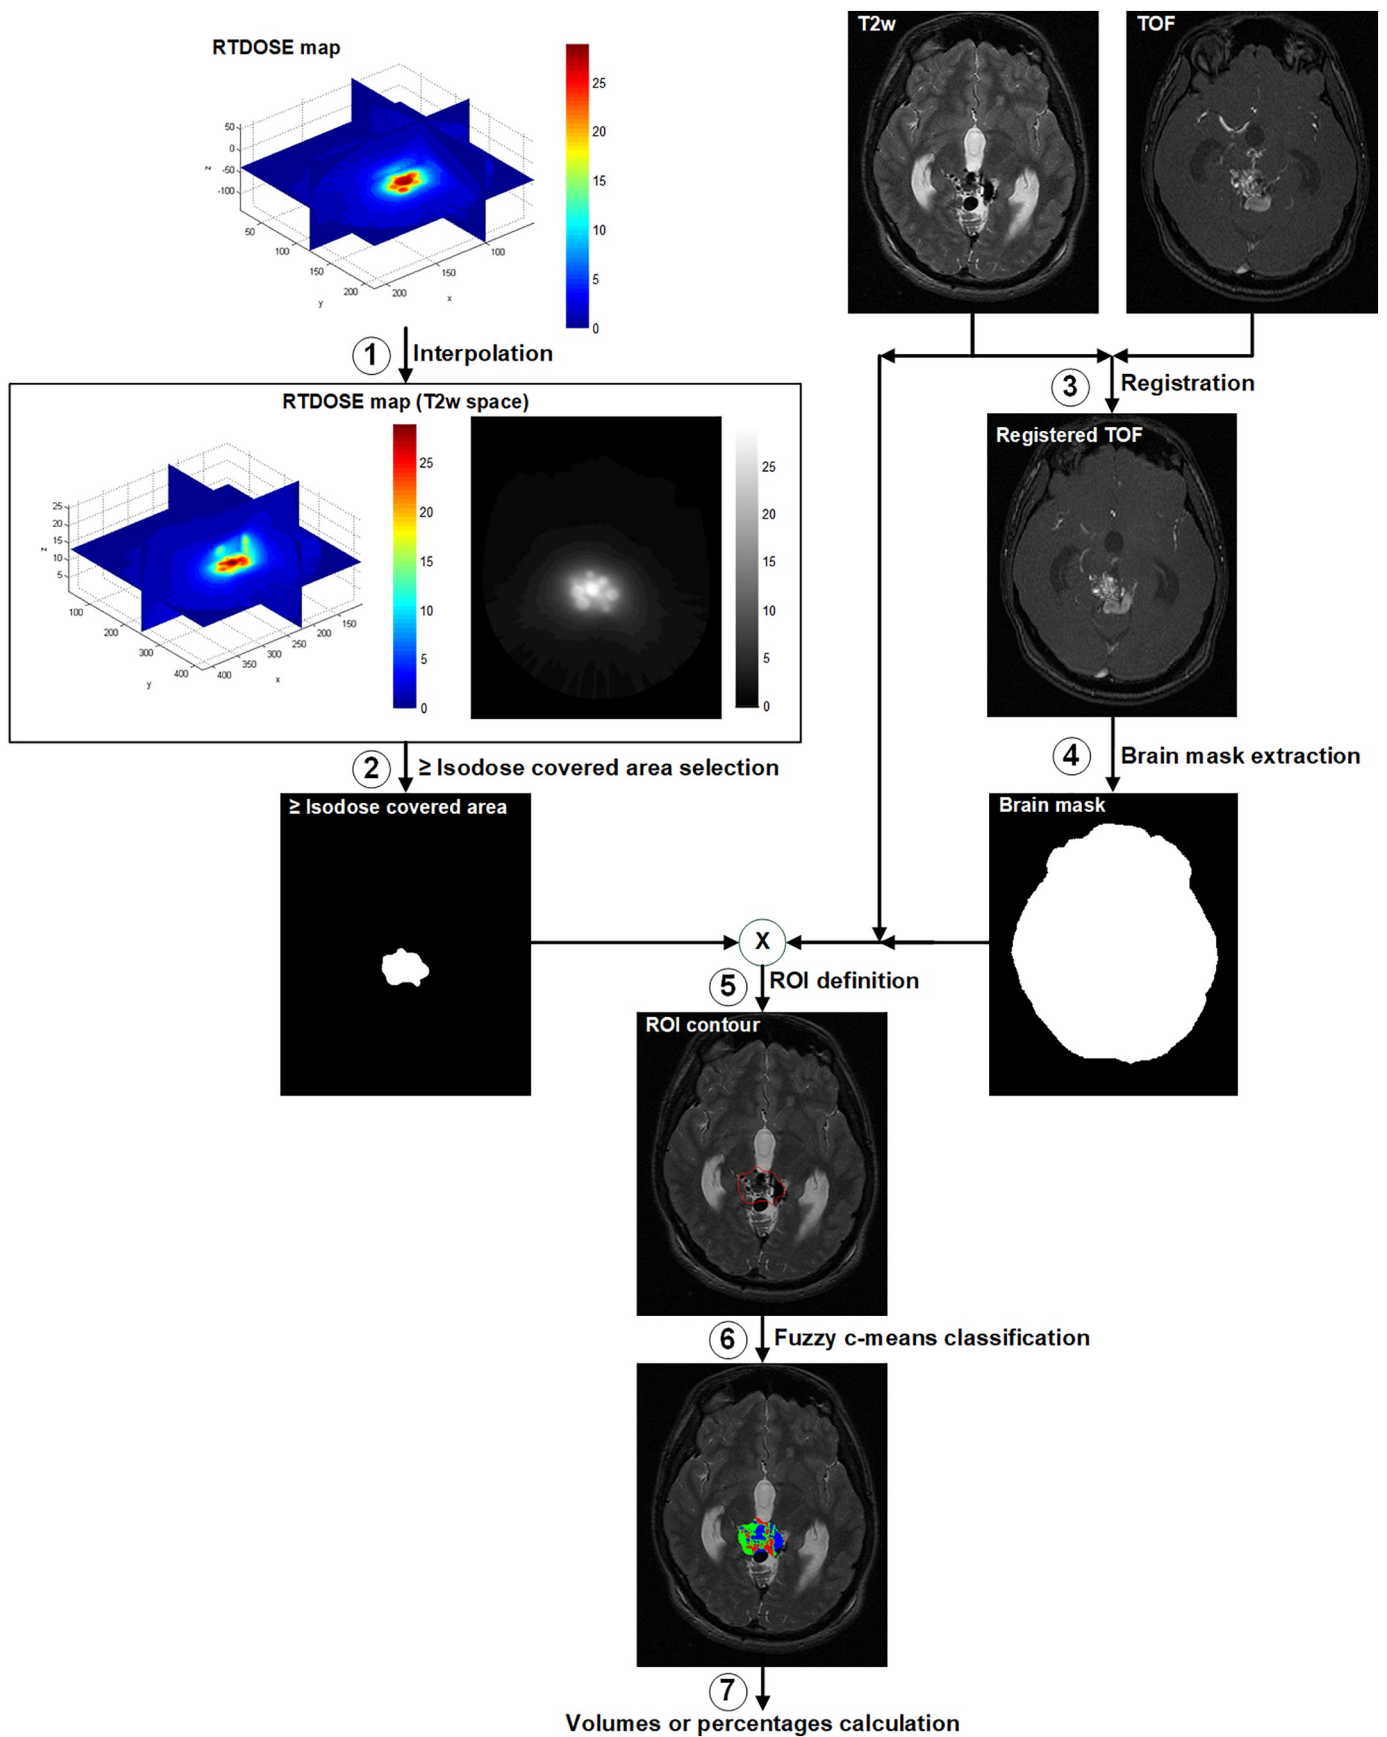 RTDOSE map
50
0
-50
-100
z
50
100
150
200
y
200
150
100
x
25
20
15
10
5
0
T2w
TOF
1
Interpolation
3
Registration
RTDOSE map (T2w space)
25
20
15
10
5
z
100
200
300
400
y
400
350
300
250
200
150
x
25
20
15
10
5
0
25
20
15
10
5
0
Registered TOF
2
≥ Isodose covered area selection
4
Brain mask extraction
≥ Isodose covered area
Brain mask
X
5
ROI definition
ROI contour
6
Fuzzy c-means classification
7
Volumes or percentages calculation